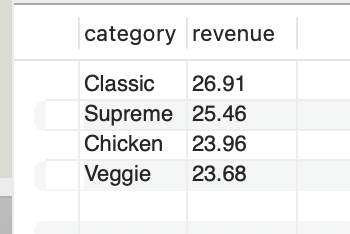 category revenue
Classic 26.91
Supreme 25.46
Chicken 23.96
Veggie 23.68